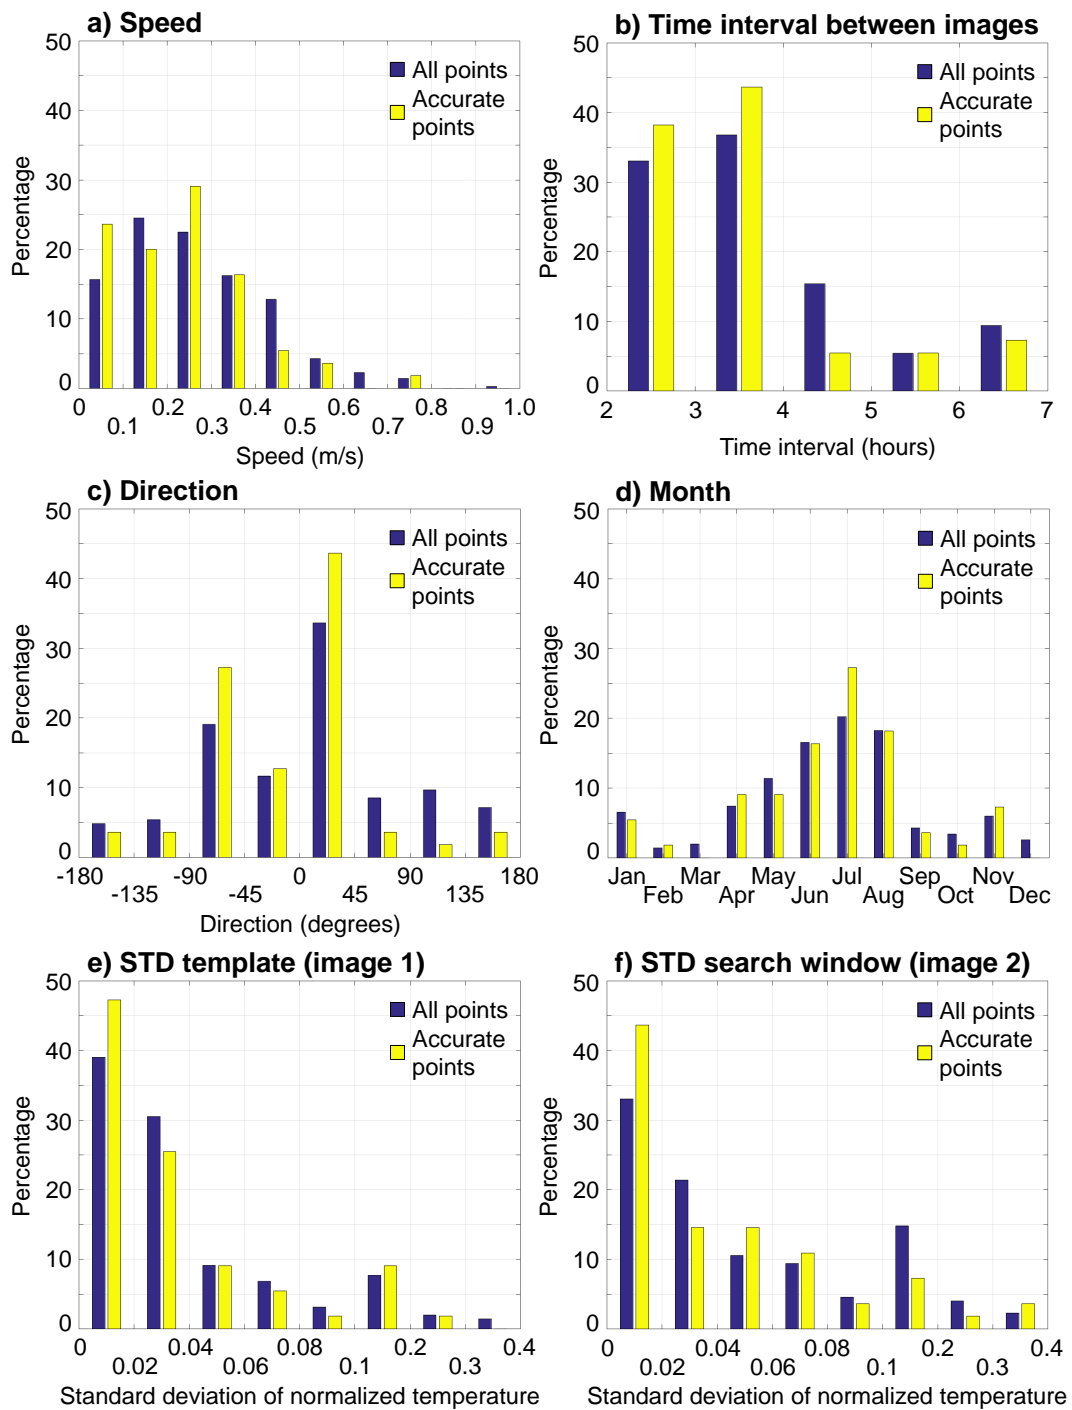 a) Speed
50
40
30
20
10
0
Percentage
All points
Accurate
points
0 0.2 0.4 0.6 0.8 1.0
0.1 0.3 0.5 0.7 0.9
Speed (m/s)
b) Time interval between images
50
40
30
20
10
0
Percentage
All points
Accurate
points
2 3 4 5 6 7
Time interval (hours)
c) Direction
50
40
30
20
10
0
Percentage
All points
Accurate
points
-180 -90 0 90 180
-135 -45 45 135
Direction (degrees)
d) Month
50
40
30
20
10
0
Percentage
All points
Accurate
points
Jan Mar May Jul Sep Nov
Feb Apr Jun Aug Oct Dec
e) STD template (image 1)
50
40
30
20
10
0
Percentage
All points
Accurate
points
0 0.04 0.08 0.2 0.4
0.02 0.06 0.1 0.3
Standard deviation of normalized temperature
f) STD search window (image 2)
50
40
30
20
10
0
Percentage
All points
Accurate
points
0 0.04 0.08 0.2 0.4
0.02 0.06 0.1 0.3
Standard deviation of normalized temperature